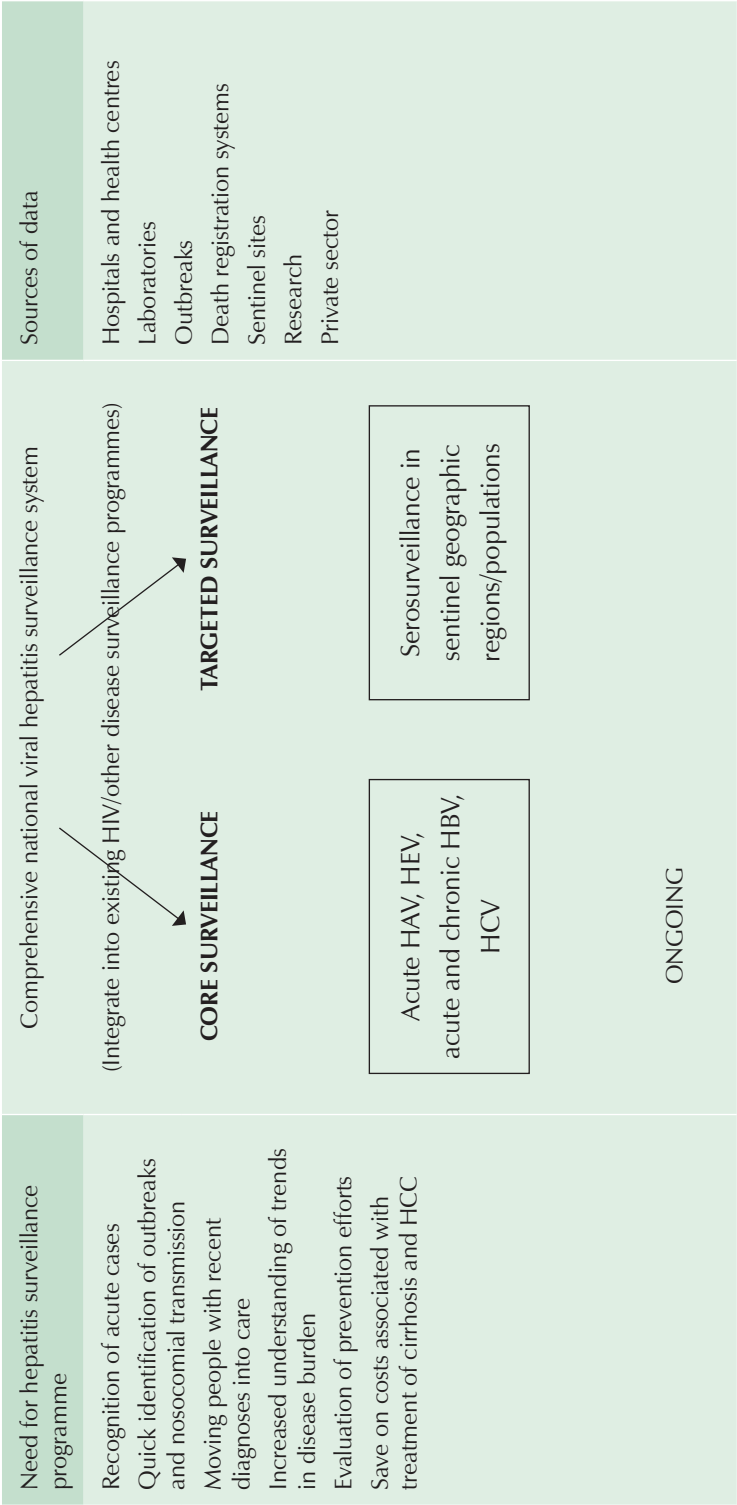 Need for hepatitis surveillance
programme
Recognition of acute cases
Quick identification of outbreaks
and nosocomial transmission
Moving people with recent
diagnoses into care
Increased understanding of trends
in disease burden
Evaluation of prevention efforts
Save on costs associated with
treatment of cirrhosis and HCC
Comprehensive national viral hepatitis surveillance system
(Integrate into existing HIV/other disease surveillance programmes)
CORE SURVEILLANCE
TARGETED SURVEILLANCE
Acute HAV, HEV,
acute and chronic HBV,
HCV
Serosurveillance in
sentinel geographic
regions/populations
ONGOING
Sources of data
Hospitals and health centres
Laboratories
Outbreaks
Death registration systems
Sentinel sites
Research
Private sector